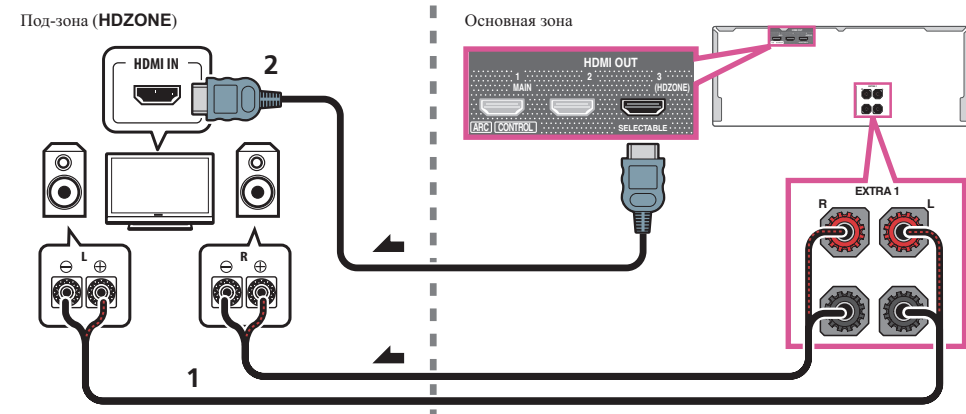 Под-зона (HDZONE)
Основная зона
HDMI IN
2
HDMI OUT
1
MAIN
2
3
(HDZONE)
ARC CONTROL
SELECTABLE
EXTRA 1
R
L
L
⊖ ⊕
R
⊖ ⊕
1